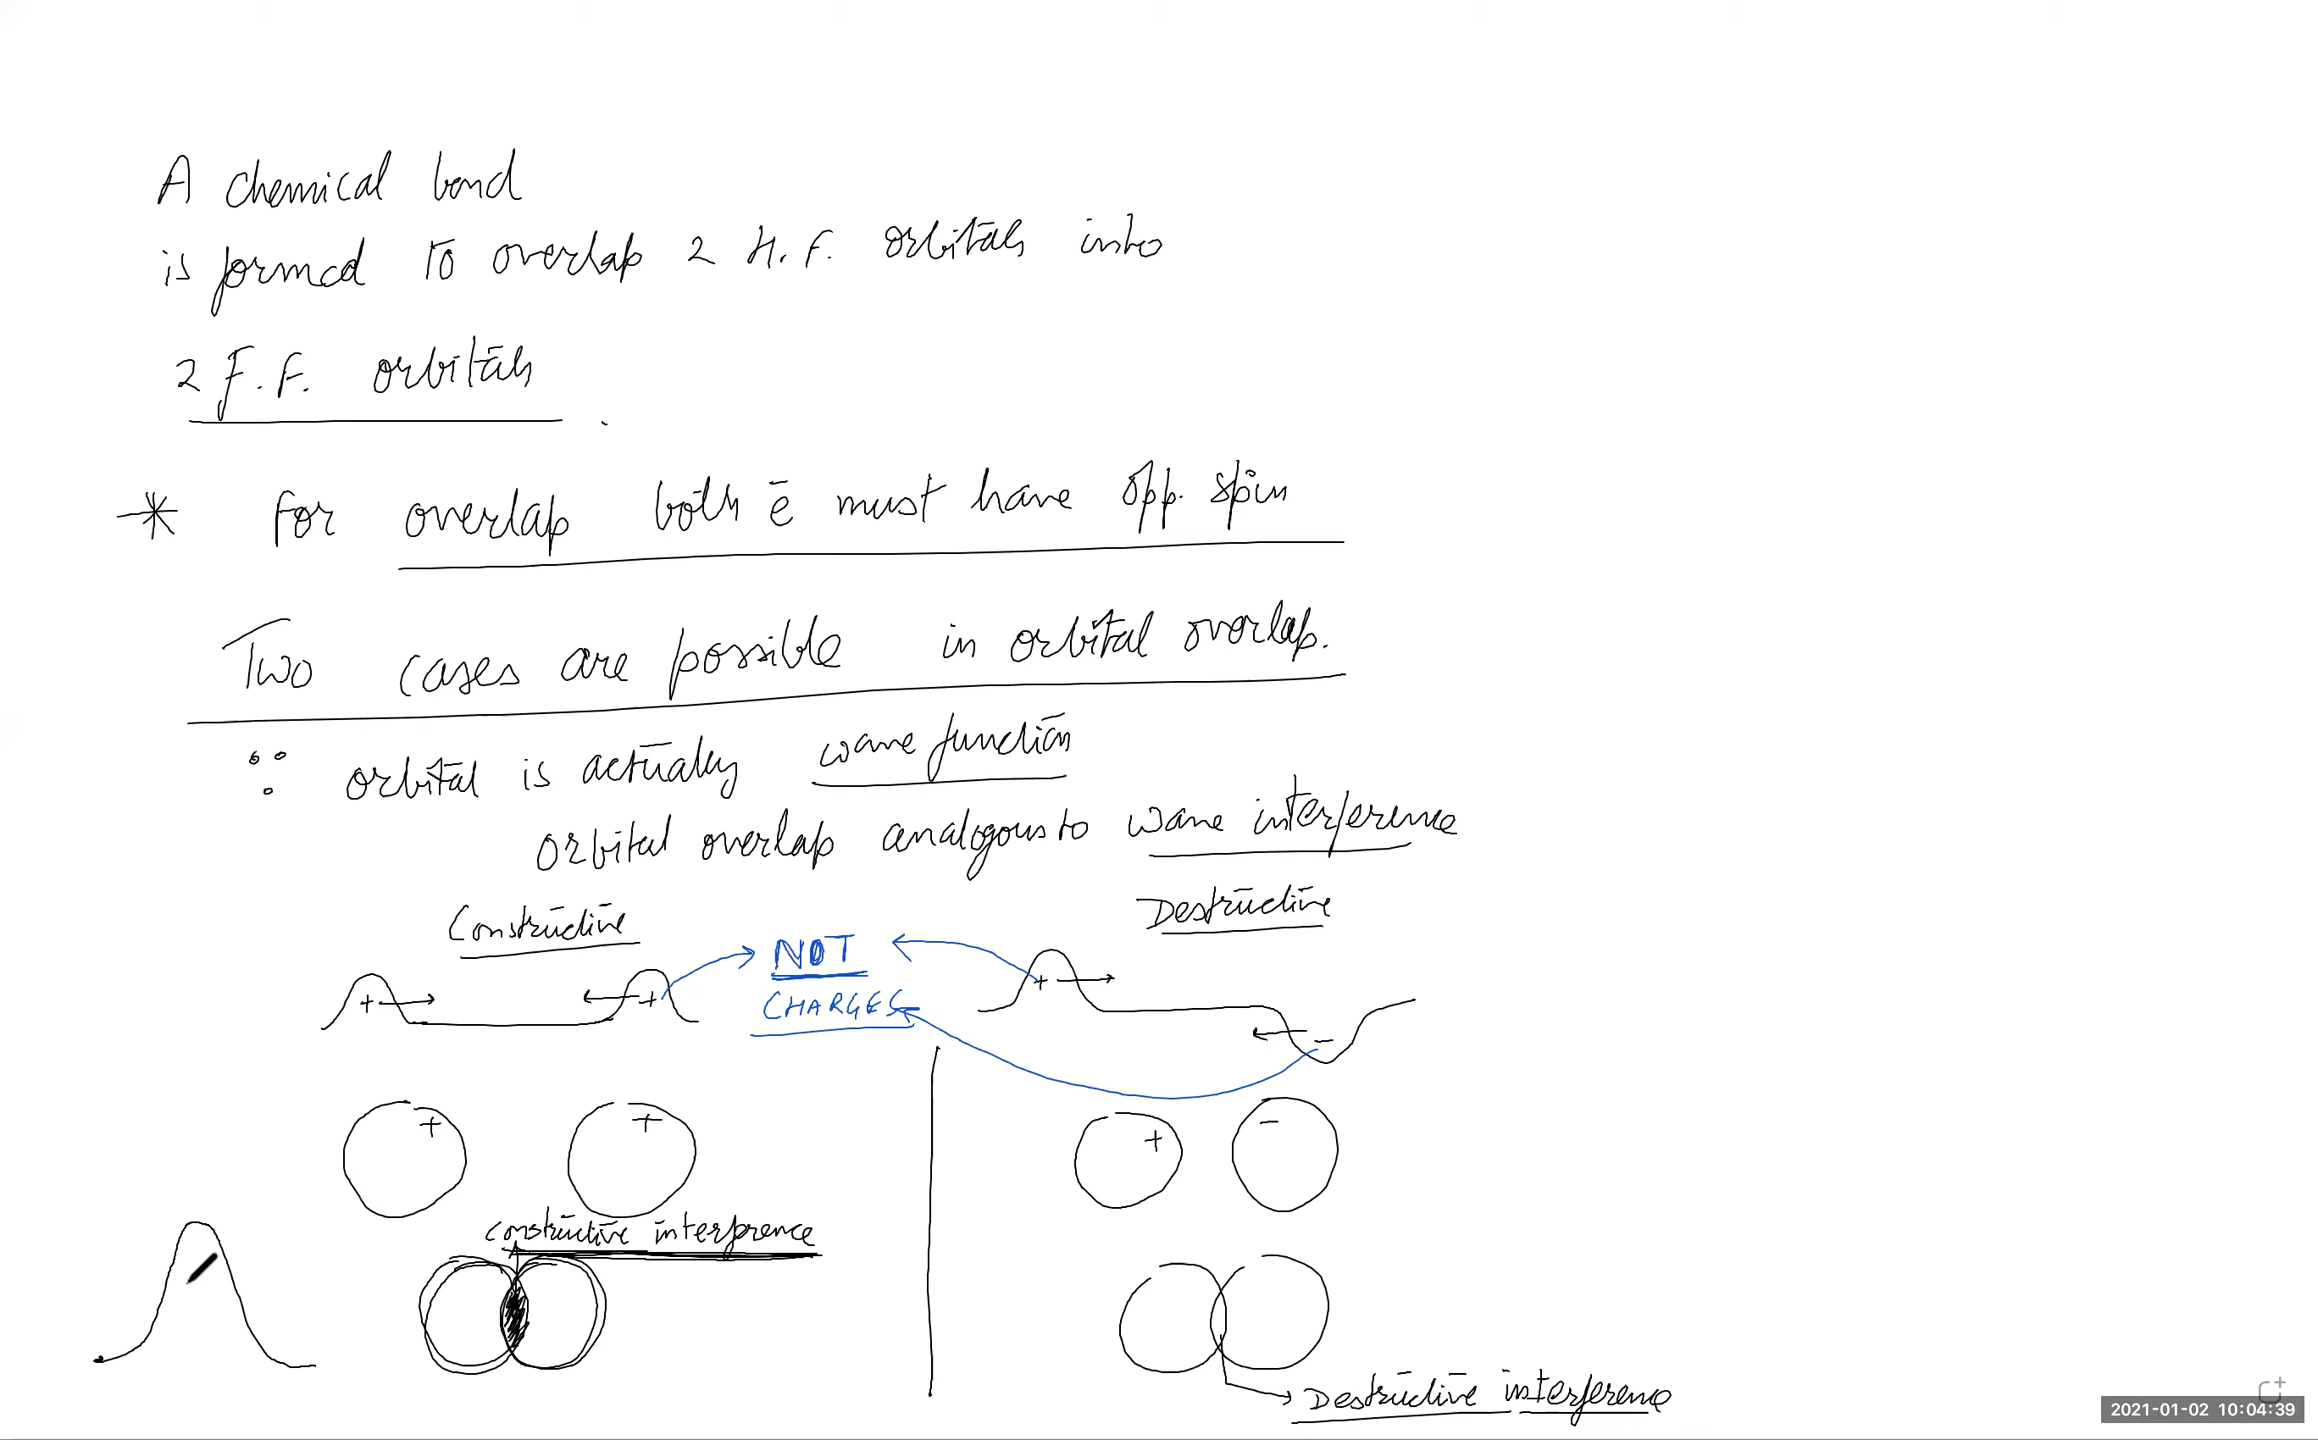 A chemical bond
is formed to overlap 2 H.F. orbitals into
2 F.F. orbitals.
* For overlap both ē must have opp. spin
Two cases are possible in orbital overlap.
∵ orbital is actually wave function
orbital overlap analogous to wave interference
Constructive
Destructive
NOT
CHARGES
+ +
+ -
+ +
+ -
constructive interference
Destructive interference
2021-01-02 10:04:39